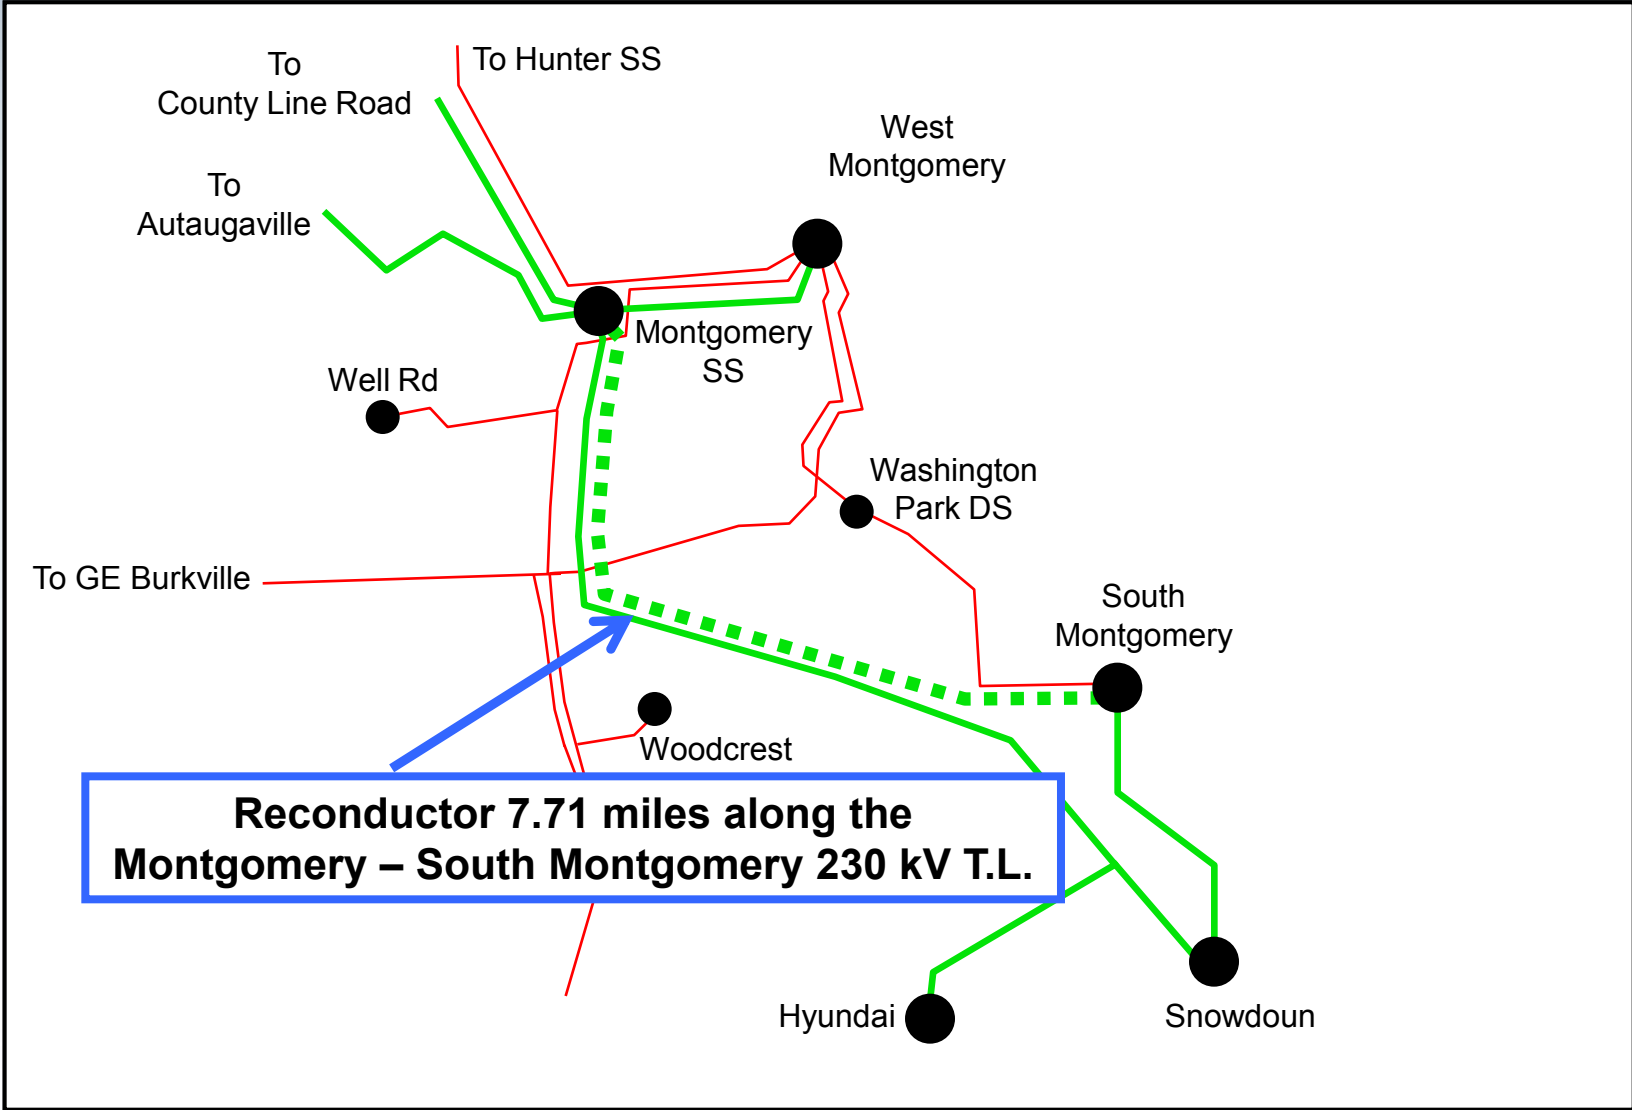 To
County Line Road
To Hunter SS
West
Montgomery
To
Autaugaville
Montgomery
SS
Well Rd
Washington
Park DS
To GE Burkville
South
Montgomery
Woodcrest
Reconductor 7.71 miles along the
Montgomery – South Montgomery 230 kV T.L.
Hyundai
Snowdoun